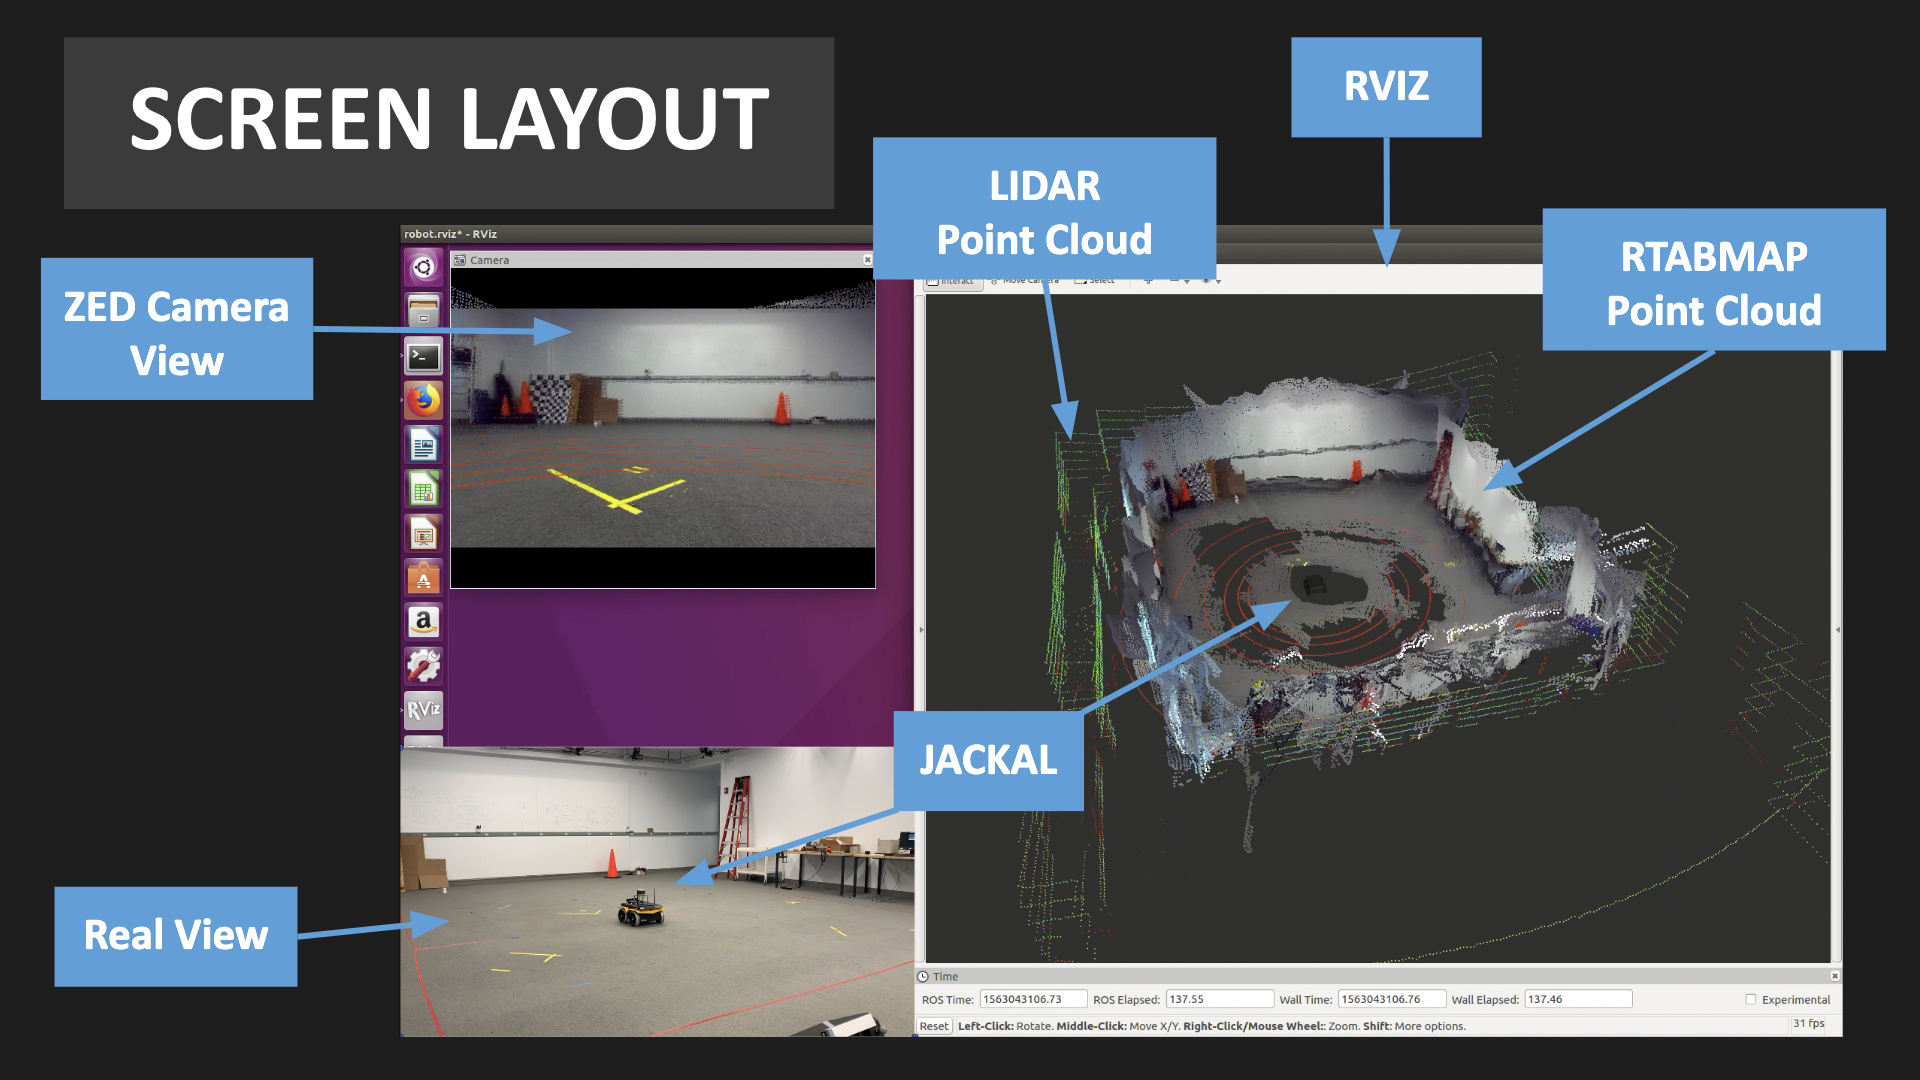 SCREEN LAYOUT
RVIZ
LIDAR
Point Cloud
RTABMAP
Point Cloud
robot.rviz* - RViz
Camera
ZED Camera
View
Interact
Move Camera
Select
RViz
JACKAL
Real View
Time
ROS Time: 1563043106.73 ROS Elapsed: 137.55 Wall Time: 1563043106.76 Wall Elapsed: 137.46 Experimental
Reset Left-Click: Rotate. Middle-Click: Move X/Y. Right-Click/Mouse Wheel:: Zoom. Shift: More options. 31 fps